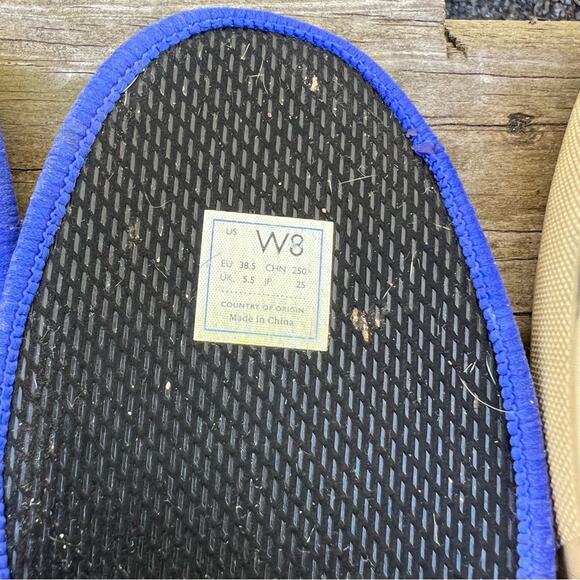 US W8
EU 38.5 CHN 250
UK 5.5 JP 25
COUNTRY OF ORIGIN
Made in China